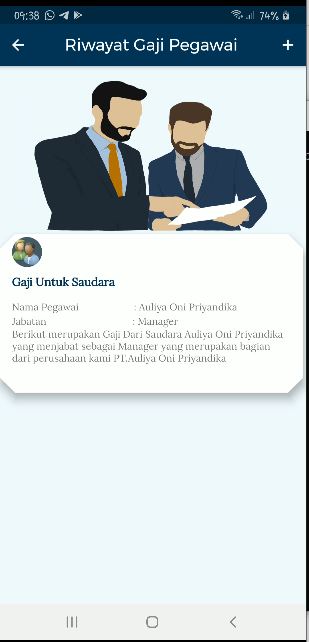 09:38
74%
Riwayat Gaji Pegawai
Gaji Untuk Saudara
Nama Pegawai : Auliya Oni Priyandika
Jabatan : Manager
Berikut merupakan Gaji Dari Saudara Auliya Oni Priyandika
yang menjabat sebagai Manager yang merupakan bagian
dari perusahaan kami PT.Auliya Oni Priyandika